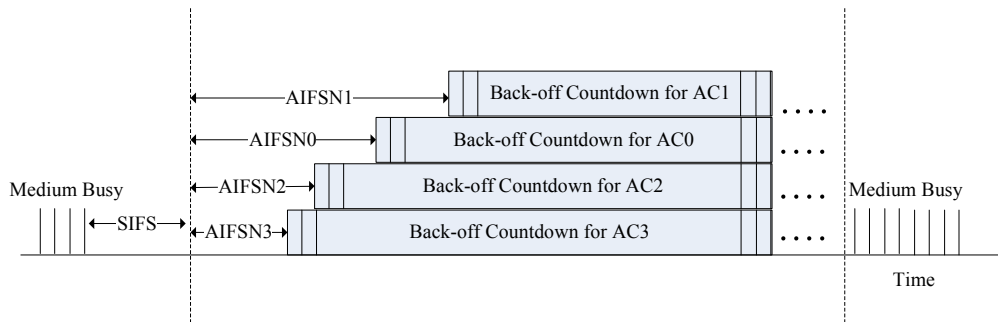 AIFSN1
Back-off Countdown for AC1
AIFSN0
Back-off Countdown for AC0
AIFSN2
Back-off Countdown for AC2
Medium Busy
Medium Busy
SIFS
AIFSN3
Back-off Countdown for AC3
Time